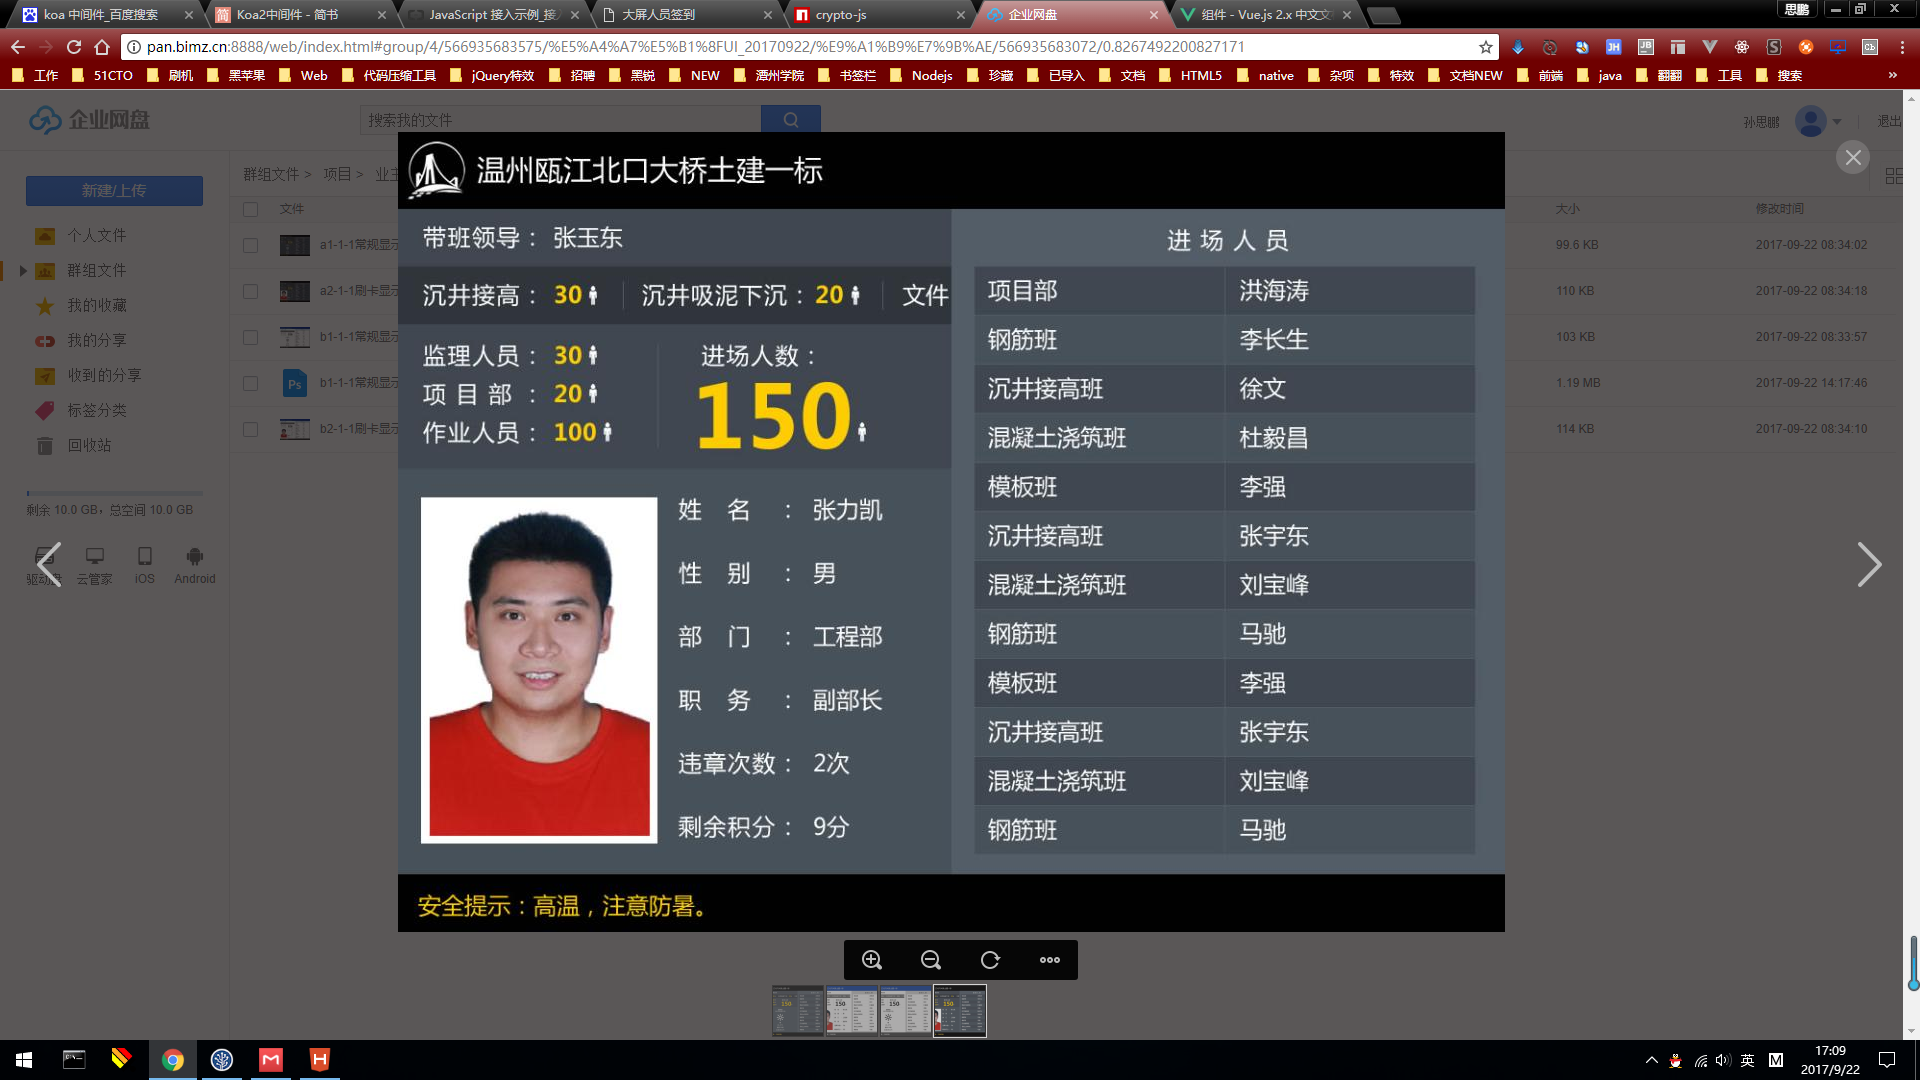 koa 中间件_百度搜索
Koa2中间件 - 简书
JavaScript 接入示例_接
大屏人员签到
crypto-js
企业网盘
组件 - Vue.js 2.x 中文文
思鹏
pan.bimz.cn:8888/web/index.html#group/4/566935683575/%E5%A4%A7%E5%B1%8FUI_20170922/%E9%A1%B9%E7%9B%AE/566935683072/0.8267492200827171
工作 51CTO 刷机 黑苹果 Web 代码压缩工具 jQuery特效 招聘 黑锐 NEW 潭州学院 书签栏 Nodejs 珍藏 已导入 文档 HTML5 native 杂项 特效 文档NEW 前端 java 翻翻 工具 搜索 »
企业网盘
搜索我的文件
孙思鹏
退出
新建/上传
个人文件
群组文件
我的收藏
我的分享
收到的分享
标签分类
回收站
剩余 10.0 GB，总空间 10.0 GB
驱动盘 云管家 iOS Android
群组文件 > 项目 > 业主
文件 大小 修改时间
a1-1-1常规显示 99.6 KB 2017-09-22 08:34:02
a2-1-1刷卡显示 110 KB 2017-09-22 08:34:18
b1-1-1常规显示 103 KB 2017-09-22 08:33:57
Ps b1-1-1常规显示 1.19 MB 2017-09-22 14:17:46
b2-1-1刷卡显示 114 KB 2017-09-22 08:34:10
温州瓯江北口大桥土建一标
带班领导： 张玉东
沉井接高： 30 沉井吸泥下沉： 20 文件
监理人员： 30
项目部 ： 20
作业人员： 100
进场人数：
150
姓 名 ： 张力凯
性 别 ： 男
部 门 ： 工程部
职 务 ： 副部长
违章次数： 2次
剩余积分： 9分
进场人员
项目部 洪海涛
钢筋班 李长生
沉井接高班 徐文
混凝土浇筑班 杜毅昌
模板班 李强
沉井接高班 张宇东
混凝土浇筑班 刘宝峰
钢筋班 马驰
模板班 李强
沉井接高班 张宇东
混凝土浇筑班 刘宝峰
钢筋班 马驰
安全提示：高温，注意防暑。
英 M
17:09
2017/9/22